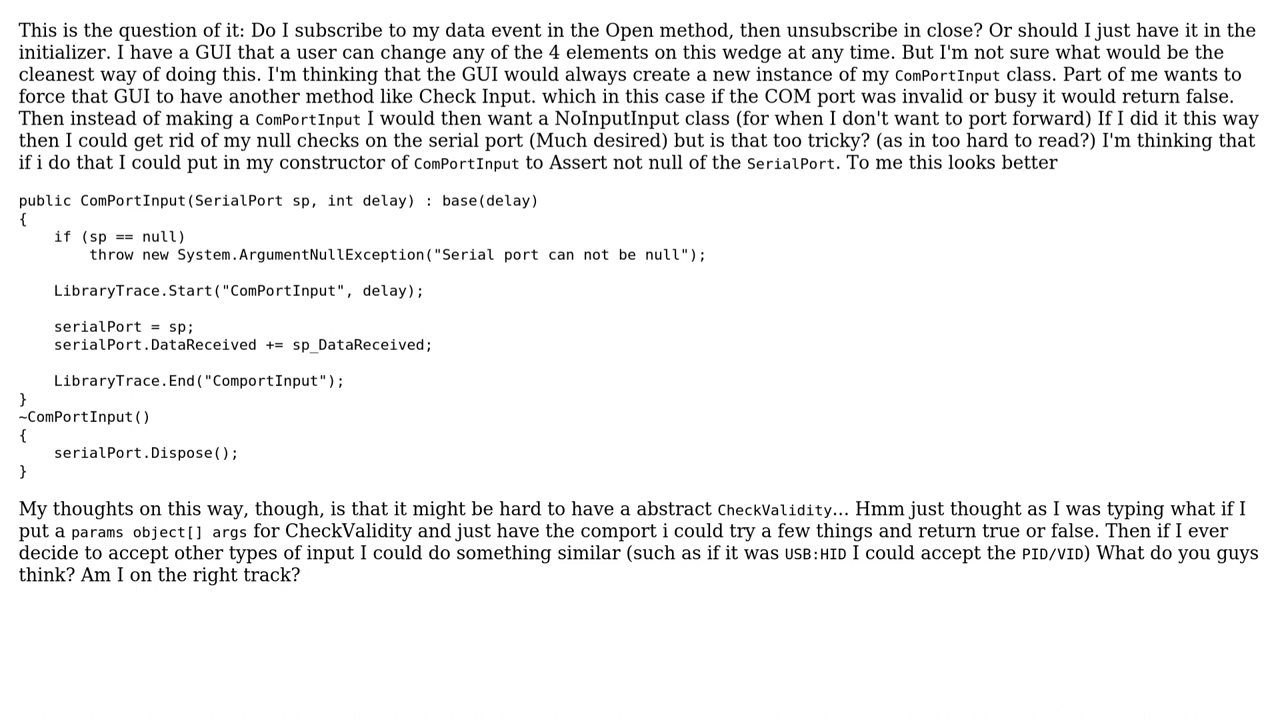 This is the question of it: Do I subscribe to my data event in the Open method, then unsubscribe in close? Or should I just have it in the
initializer. I have a GUI that a user can change any of the 4 elements on this wedge at any time. But I'm not sure what would be the
cleanest way of doing this. I'm thinking that the GUI would always create a new instance of my ComPortInput class. Part of me wants to
force that GUI to have another method like Check Input. which in this case if the COM port was invalid or busy it would return false.
Then instead of making a ComPortInput I would then want a NoInputInput class (for when I don't want to port forward) If I did it this way
then I could get rid of my null checks on the serial port (Much desired) but is that too tricky? (as in too hard to read?) I'm thinking that
if i do that I could put in my constructor of ComPortInput to Assert not null of the SerialPort. To me this looks better
public ComPortInput(SerialPort sp, int delay) : base(delay)
{
    if (sp == null)
        throw new System.ArgumentNullException("Serial port can not be null");
    LibraryTrace.Start("ComPortInput", delay);
    serialPort = sp;
    serialPort.DataReceived += sp_DataReceived;
    LibraryTrace.End("ComportInput");
}
~ComPortInput()
{
    serialPort.Dispose();
}
My thoughts on this way, though, is that it might be hard to have a abstract CheckValidity... Hmm just thought as I was typing what if I
put a params object[] args for CheckValidity and just have the comport i could try a few things and return true or false. Then if I ever
decide to accept other types of input I could do something similar (such as if it was USB:HID I could accept the PID/VID) What do you guys
think? Am I on the right track?